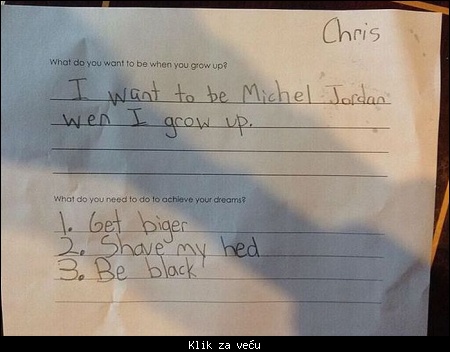 Chris
What do you want to be when you grow up?
I want to be Michel Jordan
wen I grow up.
What do you need to do to achieve your dreams?
1. Get biger
2. Shave my hed
3. Be black
Klik za veću